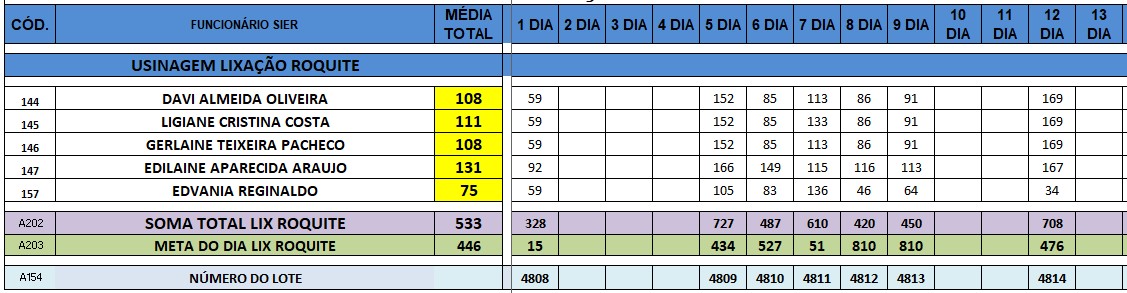 CÓD. FUNCIONÁRIO SIER MÉDIA TOTAL 1 DIA 2 DIA 3 DIA 4 DIA 5 DIA 6 DIA 7 DIA 8 DIA 9 DIA 10 DIA 11 DIA 12 DIA 13 DIA
USINAGEM LIXAÇÃO ROQUITE
144 DAVI ALMEIDA OLIVEIRA 108 59 152 85 113 86 91 169
145 LIGIANE CRISTINA COSTA 111 59 152 85 133 86 91 169
146 GERLAINE TEIXEIRA PACHECO 108 59 152 85 113 86 91 169
147 EDILAINE APARECIDA ARAUJO 131 92 166 149 115 116 113 167
157 EDVANIA REGINALDO 75 59 105 83 136 46 64 34
A202 SOMA TOTAL LIX ROQUITE 533 328 727 487 610 420 450 708
A203 META DO DIA LIX ROQUITE 446 15 434 527 51 810 810 476
A154 NÚMERO DO LOTE 4808 4809 4810 4811 4812 4813 4814